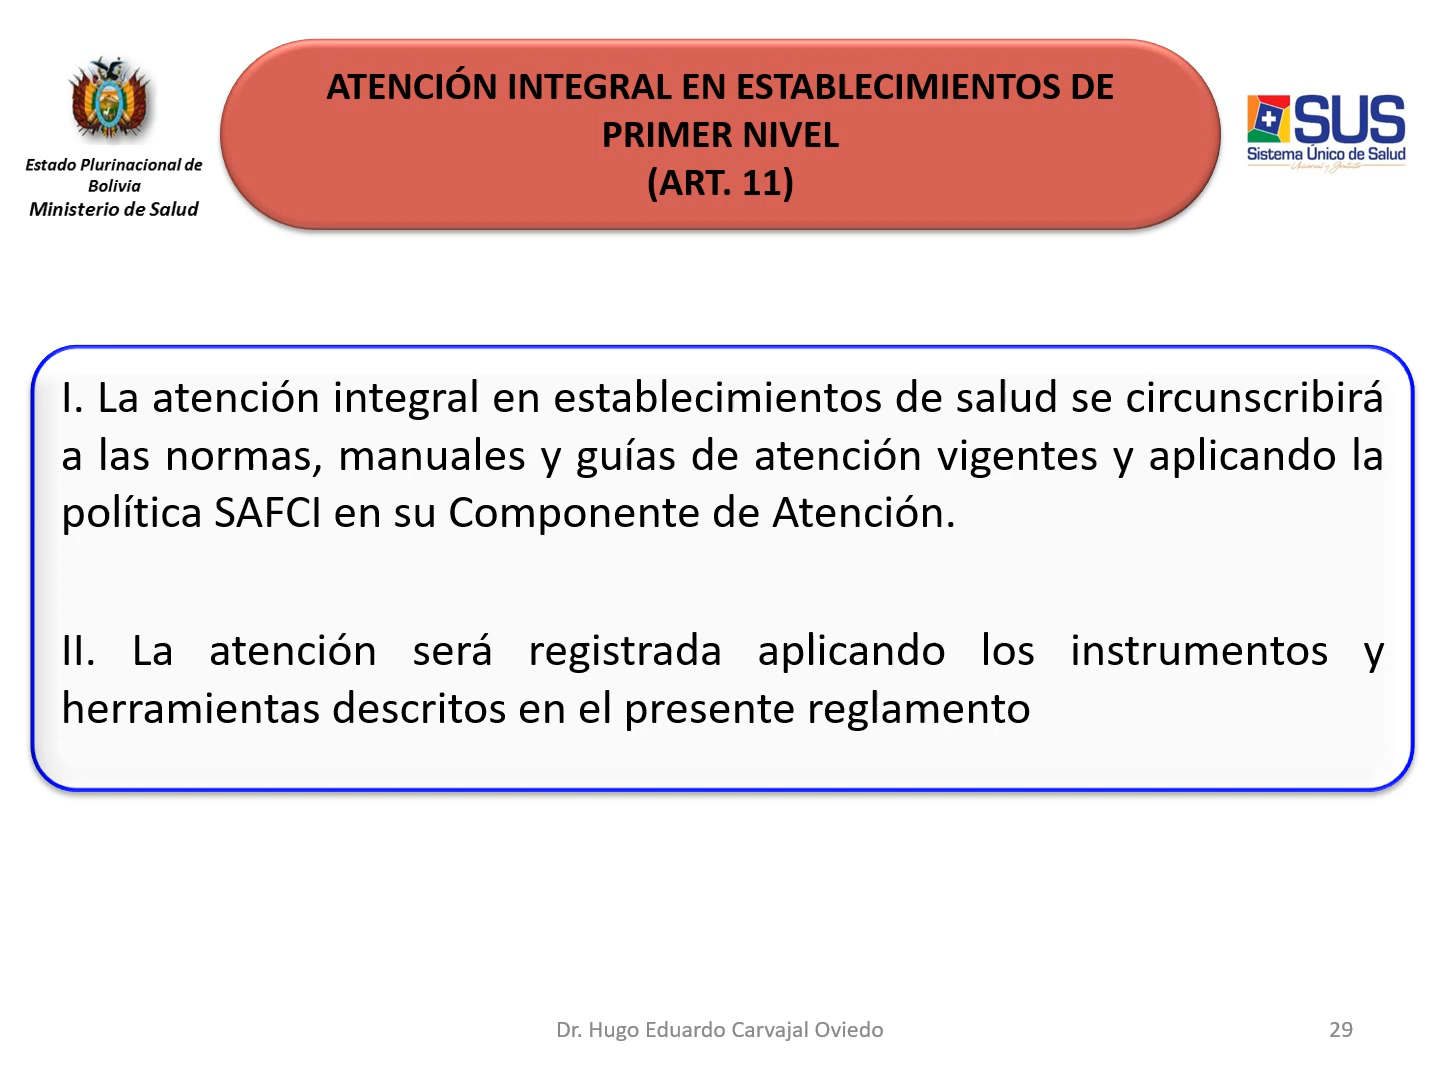 Estado Plurinacional de
Bolivia
Ministerio de Salud
ATENCIÓN INTEGRAL EN ESTABLECIMIENTOS DE
PRIMER NIVEL
(ART. 11)
SUS
Sistema Único de Salud
Universal y Gratuito
I. La atención integral en establecimientos de salud se circunscribirá
a las normas, manuales y guías de atención vigentes y aplicando la
política SAFCI en su Componente de Atención.
II. La atención será registrada aplicando los instrumentos y
herramientas descritos en el presente reglamento
Dr. Hugo Eduardo Carvajal Oviedo
29